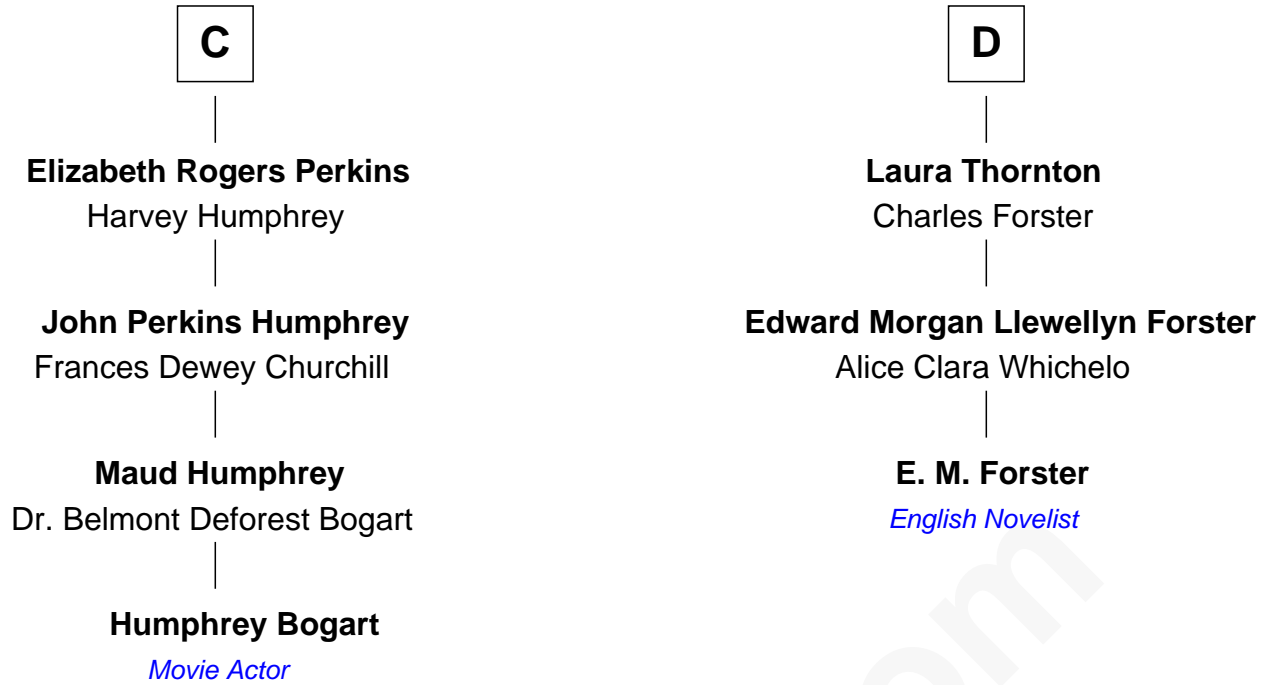 C
Elizabeth Rogers Perkins
Harvey Humphrey
John Perkins Humphrey
Frances Dewey Churchill
Maud Humphrey
Dr. Belmont Deforest Bogart
Humphrey Bogart
Movie Actor
D
Laura Thornton
Charles Forster
Edward Morgan Llewellyn Forster
Alice Clara Whichelo
E. M. Forster
English Novelist
om